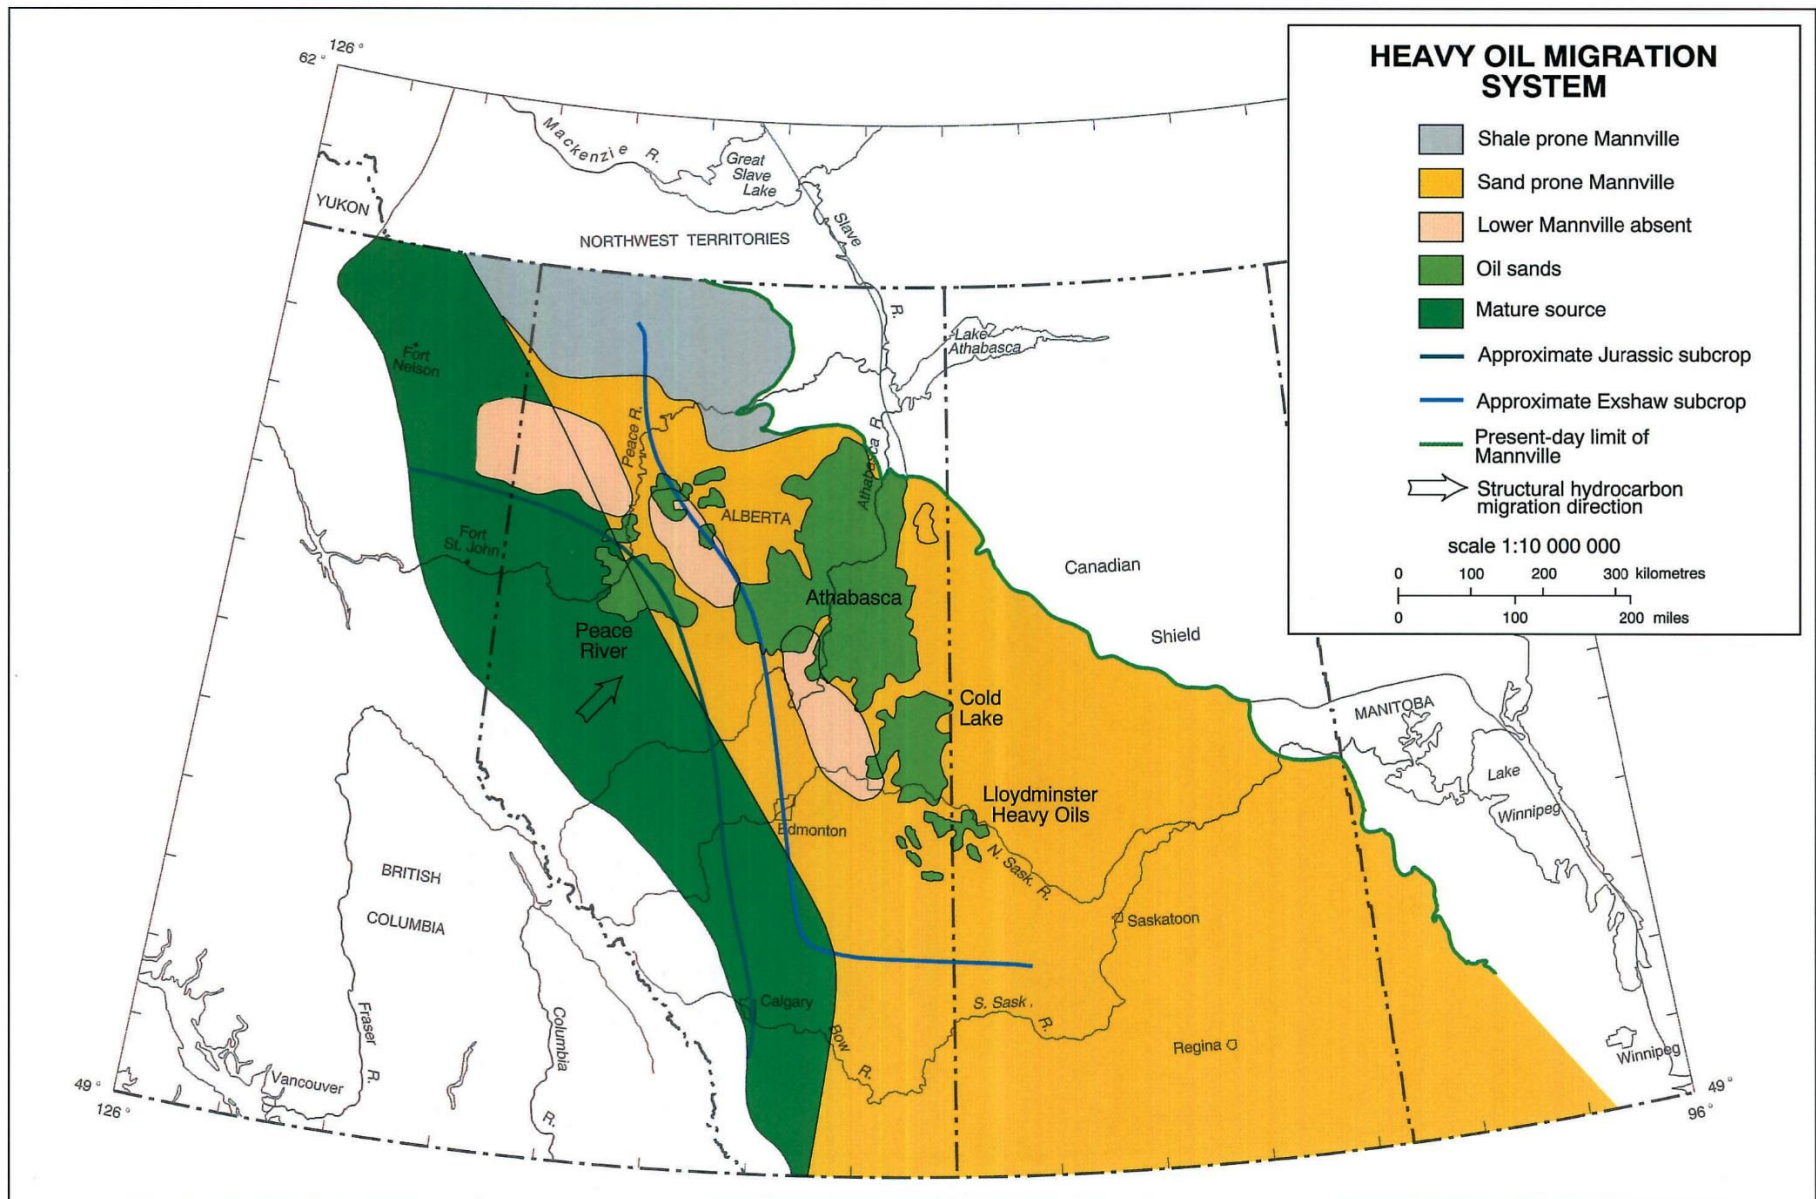 126°
62°
Mackenzie R.
Great
Slave
Lake
Slave
R.
YUKON
NORTHWEST TERRITORIES
Lake
Athabasca
Fort
Nelson
Peace R.
Athabasca R.
ALBERTA
Fort
St. John
Canadian
Shield
Athabasca
Peace
River
Cold
Lake
MANITOBA
Lake
Winnipeg
Lloydminster
Heavy Oils
Edmonton
N. Sask. R.
BRITISH
COLUMBIA
Saskatoon
Calgary
S. Sask.
R.
Bow
R.
Regina
Fraser
R.
Columbia
R.
Vancouver
Winnipeg
49°
126°
49°
96°
HEAVY OIL MIGRATION
SYSTEM
Shale prone Mannville
Sand prone Mannville
Lower Mannville absent
Oil sands
Mature source
Approximate Jurassic subcrop
Approximate Exshaw subcrop
Present-day limit of
Mannville
Structural hydrocarbon
migration direction
scale 1:10 000 000
0 100 200 300 kilometres
0 100 200 miles